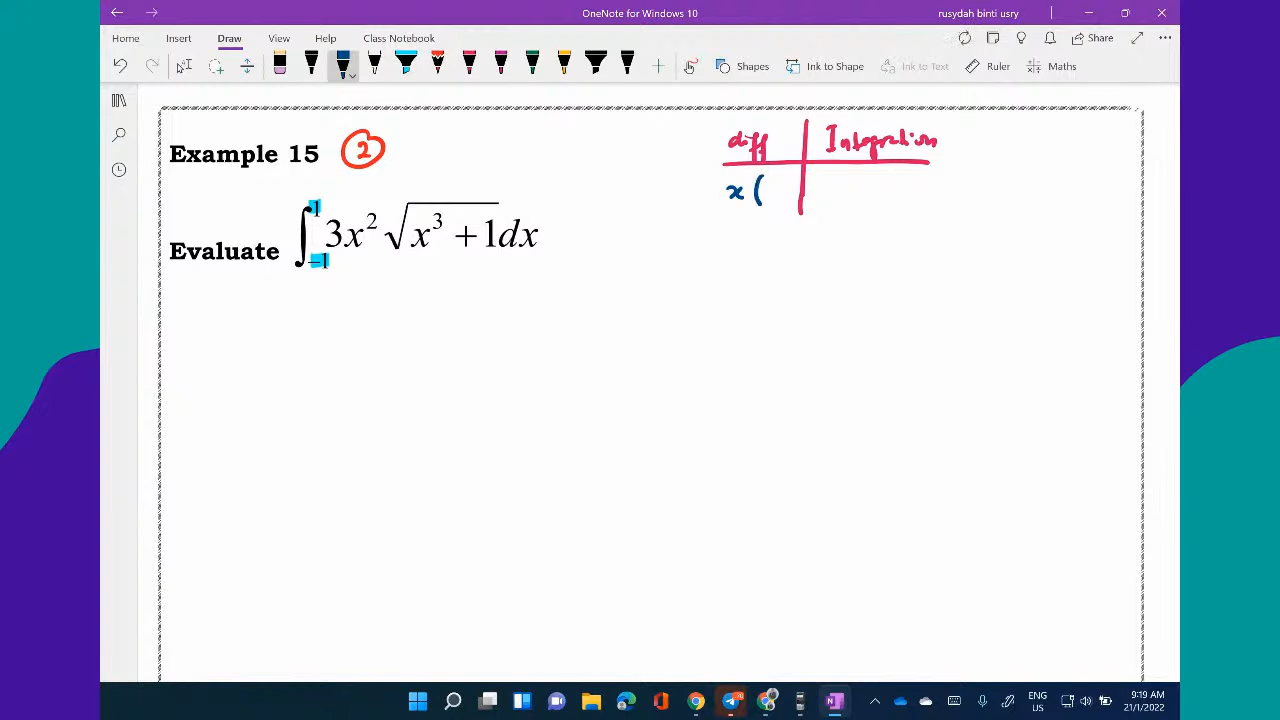 OneNote for Windows 10
rusydah binti usry
Home Insert Draw View Help Class Notebook
Share
Shapes Ink to Shape Ink to Text Ruler Maths
Example 15 2
diff Integration
x (
Evaluate ∫_{-1}^{1} 3x² √(x³ + 1) dx
ENG
US
9:19 AM
21/1/2022